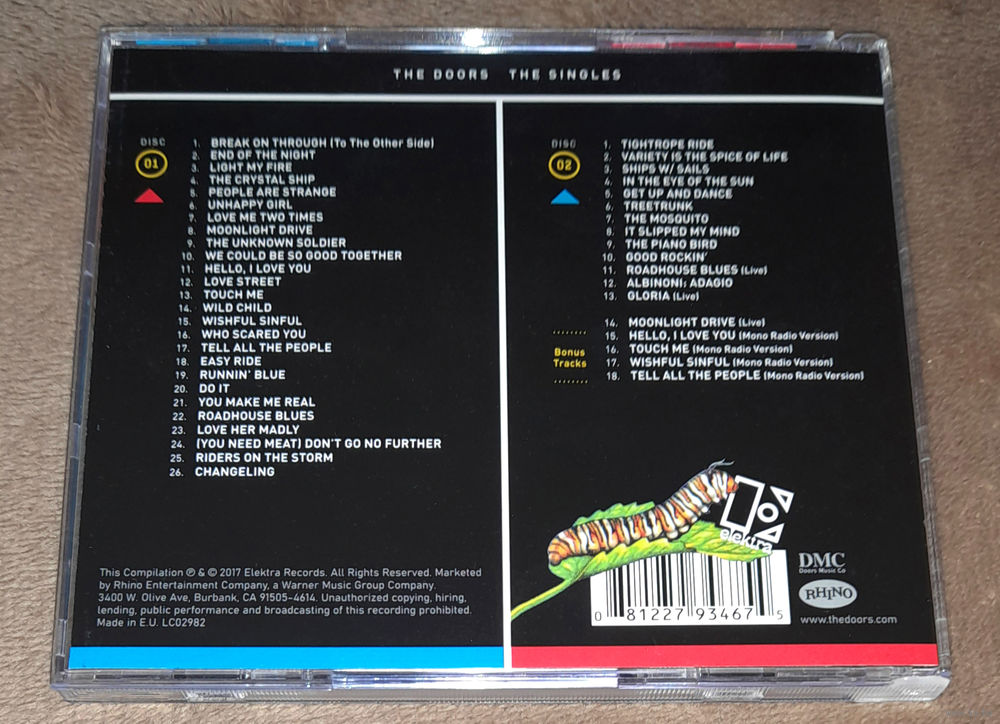 THE DOORS THE SINGLES
DISC
01
1. BREAK ON THROUGH (To The Other Side)
2. END OF THE NIGHT
3. LIGHT MY FIRE
4. THE CRYSTAL SHIP
5. PEOPLE ARE STRANGE
6. UNHAPPY GIRL
7. LOVE ME TWO TIMES
8. MOONLIGHT DRIVE
9. THE UNKNOWN SOLDIER
10. WE COULD BE SO GOOD TOGETHER
11. HELLO, I LOVE YOU
12. LOVE STREET
13. TOUCH ME
14. WILD CHILD
15. WISHFUL SINFUL
16. WHO SCARED YOU
17. TELL ALL THE PEOPLE
18. EASY RIDE
19. RUNNIN' BLUE
20. DO IT
21. YOU MAKE ME REAL
22. ROADHOUSE BLUES
23. LOVE HER MADLY
24. (YOU NEED MEAT) DON'T GO NO FURTHER
25. RIDERS ON THE STORM
26. CHANGELING
This Compilation ℗ & © 2017 Elektra Records. All Rights Reserved. Marketed
by Rhino Entertainment Company, a Warner Music Group Company.
3400 W. Olive Ave, Burbank, CA 91505-4614. Unauthorized copying, hiring,
lending, public performance and broadcasting of this recording prohibited.
Made in E.U. LC02982
DISC
02
1. TIGHTROPE RIDE
2. VARIETY IS THE SPICE OF LIFE
3. SHIPS W/ SAILS
4. IN THE EYE OF THE SUN
5. GET UP AND DANCE
6. TREETRUNK
7. THE MOSQUITO
8. IT SLIPPED MY MIND
9. THE PIANO BIRD
10. GOOD ROCKIN'
11. ROADHOUSE BLUES (Live)
12. ALBINONI: ADAGIO
13. GLORIA (Live)
Bonus
Tracks
14. MOONLIGHT DRIVE (Live)
15. HELLO, I LOVE YOU (Mono Radio Version)
16. TOUCH ME (Mono Radio Version)
17. WISHFUL SINFUL (Mono Radio Version)
18. TELL ALL THE PEOPLE (Mono Radio Version)
elektra
0 81227 93467 5
DMC
Doors Music Co
RHINO
www.thedoors.com